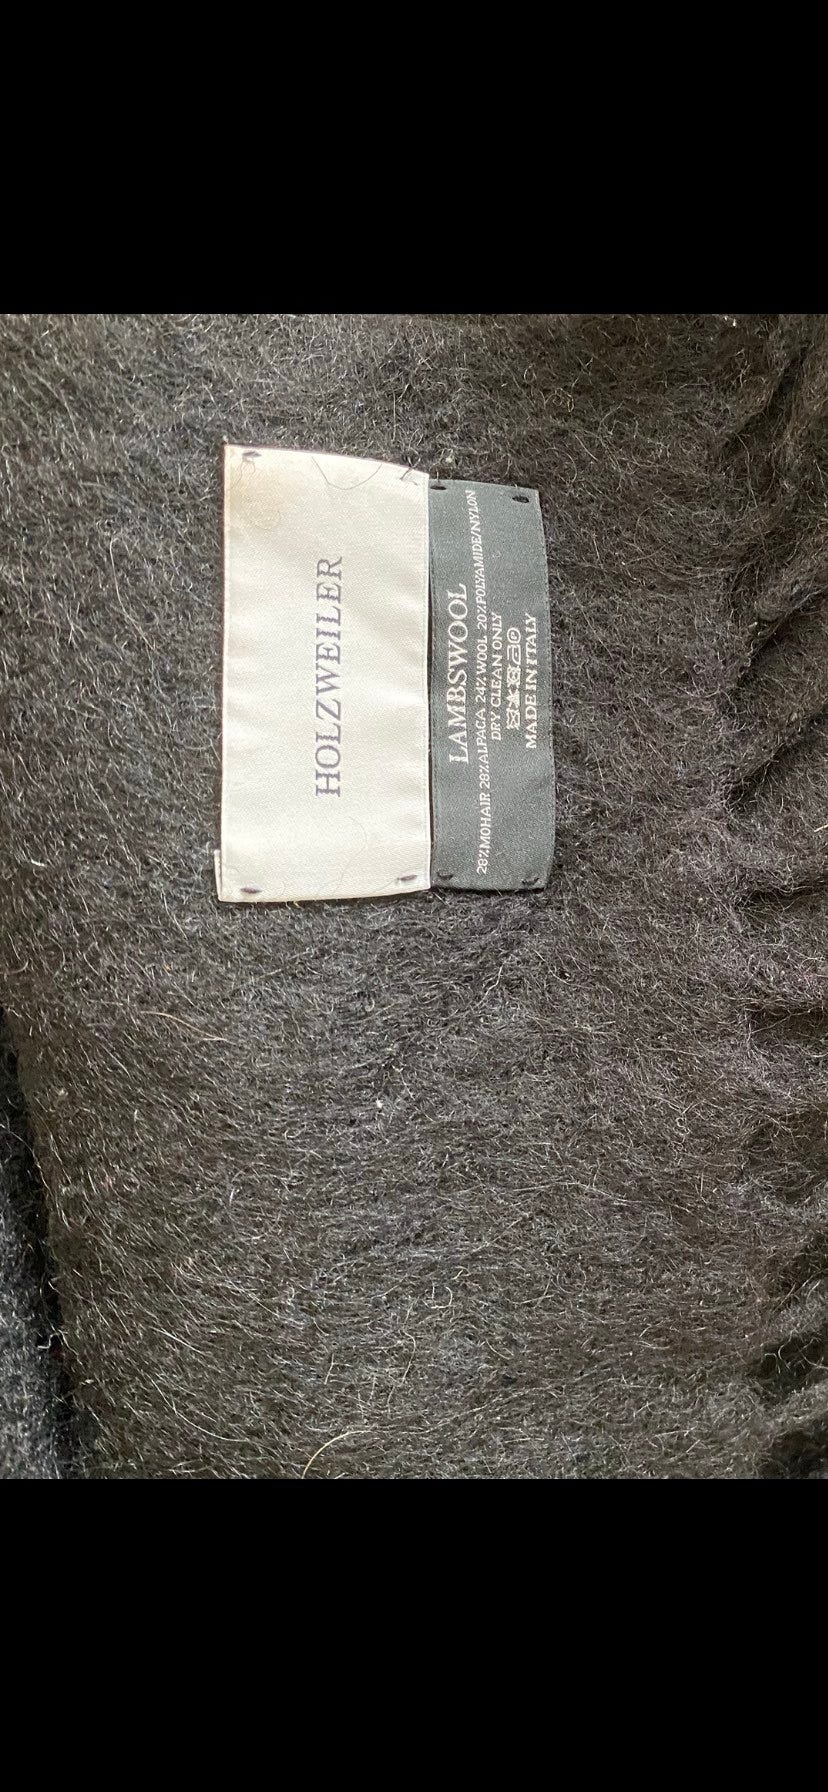 HOLZWEILER
LAMBSWOOL
28%MOHAIR 28%ALPACA 24%WOOL 20%POLYAMIDE/NYLON
DRY CLEAN ONLY
MADE IN ITALY